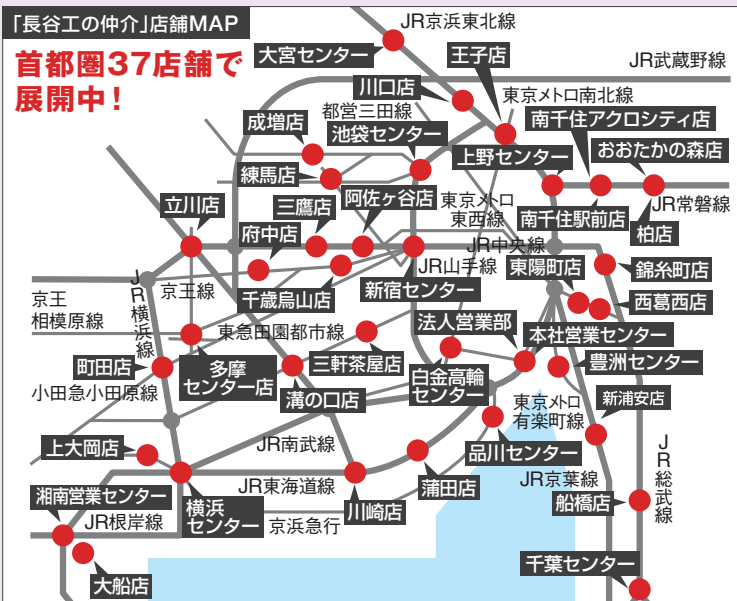 「長谷工の仲介」店舗MAP
首都圏37店舗で
展開中！
JR京浜東北線
大宮センター
王子店
JR武蔵野線
川口店
都営三田線
東京メトロ南北線
成増店
池袋センター
南千住アクロシティ店
上野センター
おおたかの森店
練馬店
立川店
三鷹店
阿佐ヶ谷店
東京メトロ
東西線
南千住駅前店
JR常磐線
柏店
府中店
JR中央線
JR山手線
東陽町店
錦糸町店
京王線
千歳烏山店
新宿センター
西葛西店
京王
相模原線
JR横浜線
東急田園都市線
法人営業部
本社営業センター
町田店
多摩
センター店
三軒茶屋店
白金高輪
センター
豊洲センター
小田急小田原線
溝の口店
東京メトロ
有楽町線
新浦安店
上大岡店
JR南武線
品川センター
JR総武線
湘南営業センター
JR東海道線
蒲田店
JR京葉線
横浜
センター
川崎店
船橋店
JR根岸線
京浜急行
大船店
千葉センター